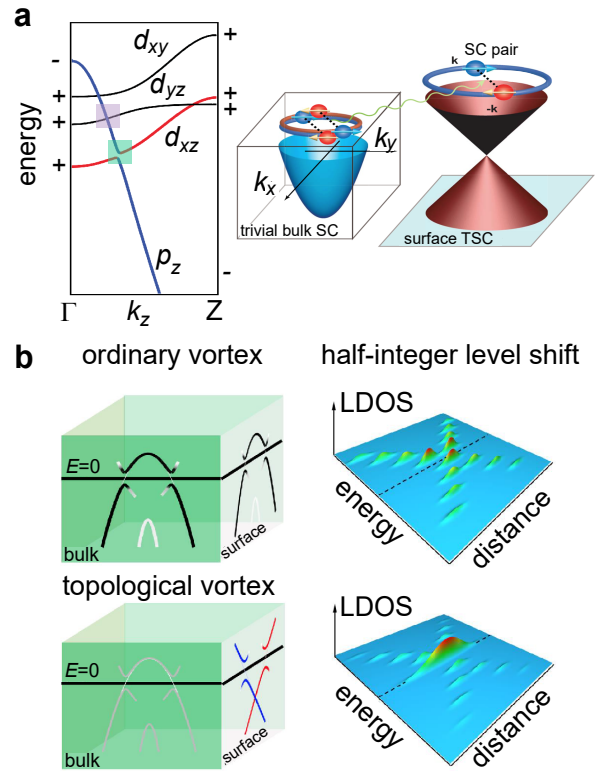 a
energy
-
+
+
+
d_xy
d_yz
d_xz
p_z
+
+
+
-
Γ
k_z
Z
k_y
k_x
trivial bulk SC
k
SC pair
-k
surface TSC
b
ordinary vortex
half-integer level shift
E=0
bulk
surface
LDOS
energy
distance
topological vortex
E=0
bulk
surface
LDOS
energy
distance